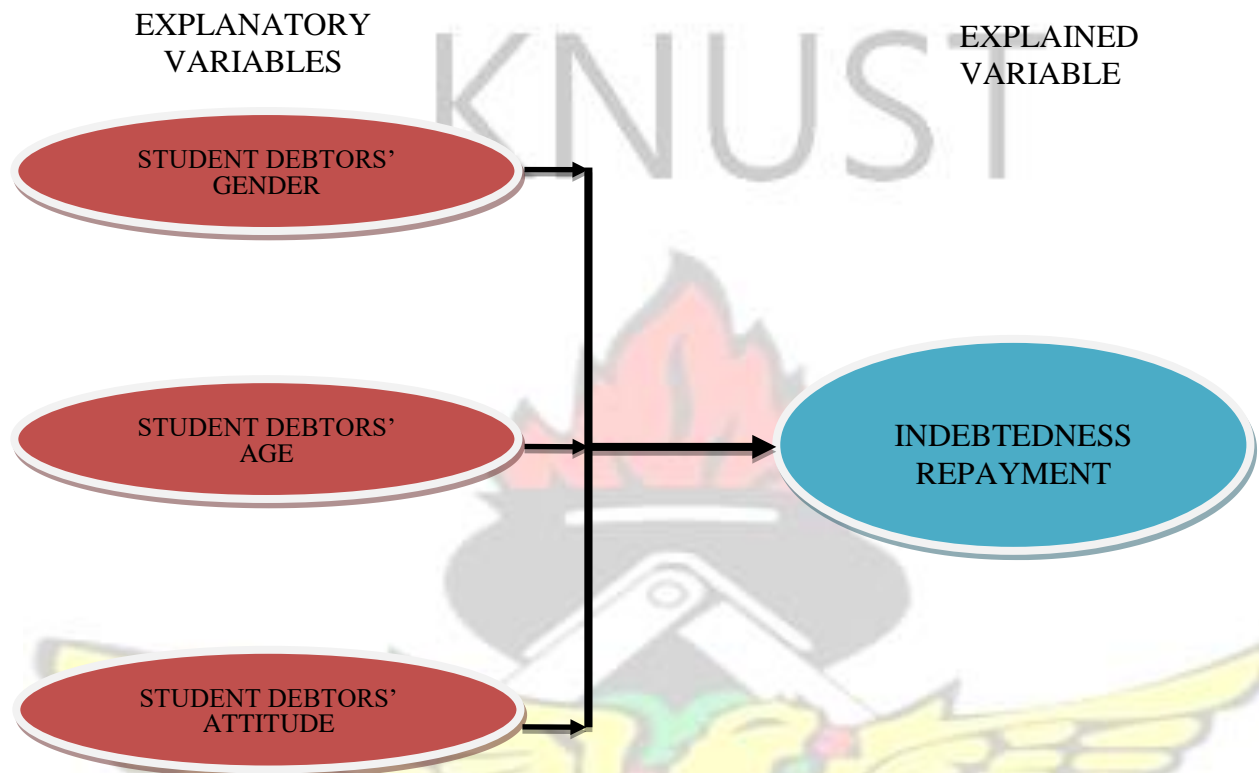 EXPLANATORY
VARIABLES
KNUST
EXPLAINED
VARIABLE
STUDENT DEBTORS’
GENDER
STUDENT DEBTORS’
AGE
INDEBTEDNESS
REPAYMENT
STUDENT DEBTORS’
ATTITUDE